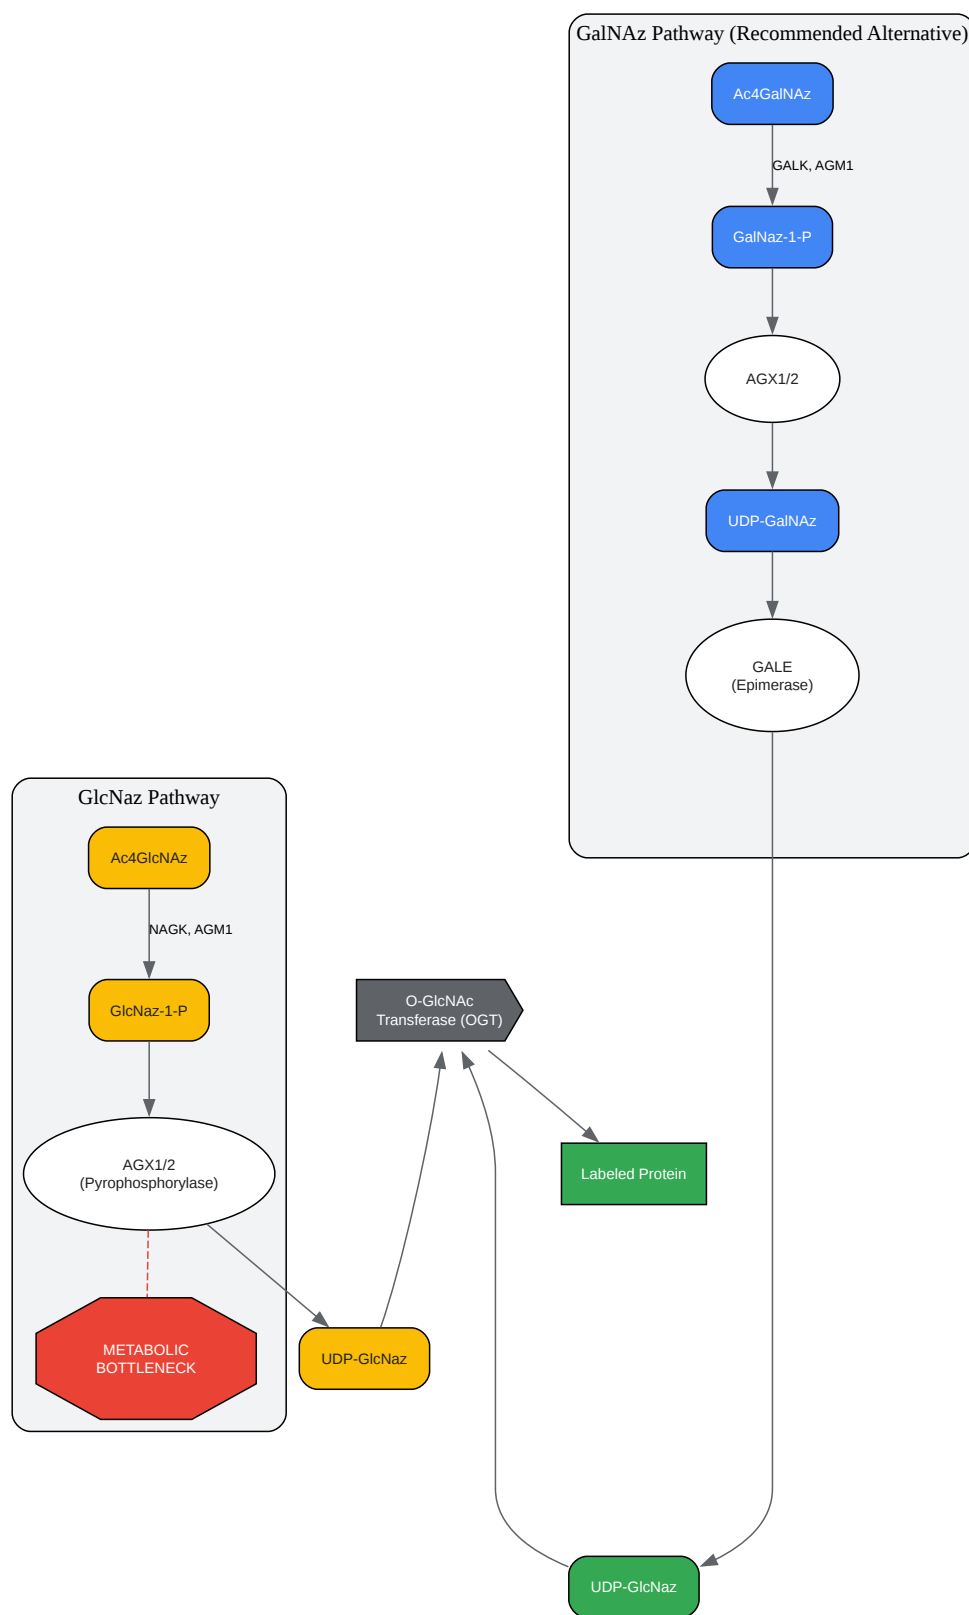 GalNAz Pathway (Recommended Alternative)
Ac4GalNAz
GALK, AGM1
GalNaz-1-P
AGX1/2
UDP-GalNAz
GALE
(Epimerase)
GlcNaz Pathway
Ac4GlcNAz
NAGK, AGM1
GlcNaz-1-P
AGX1/2
(Pyrophosphorylase)
METABOLIC
BOTTLENECK
UDP-GlcNaz
O-GlcNAc
Transferase (OGT)
Labeled Protein
UDP-GlcNaz